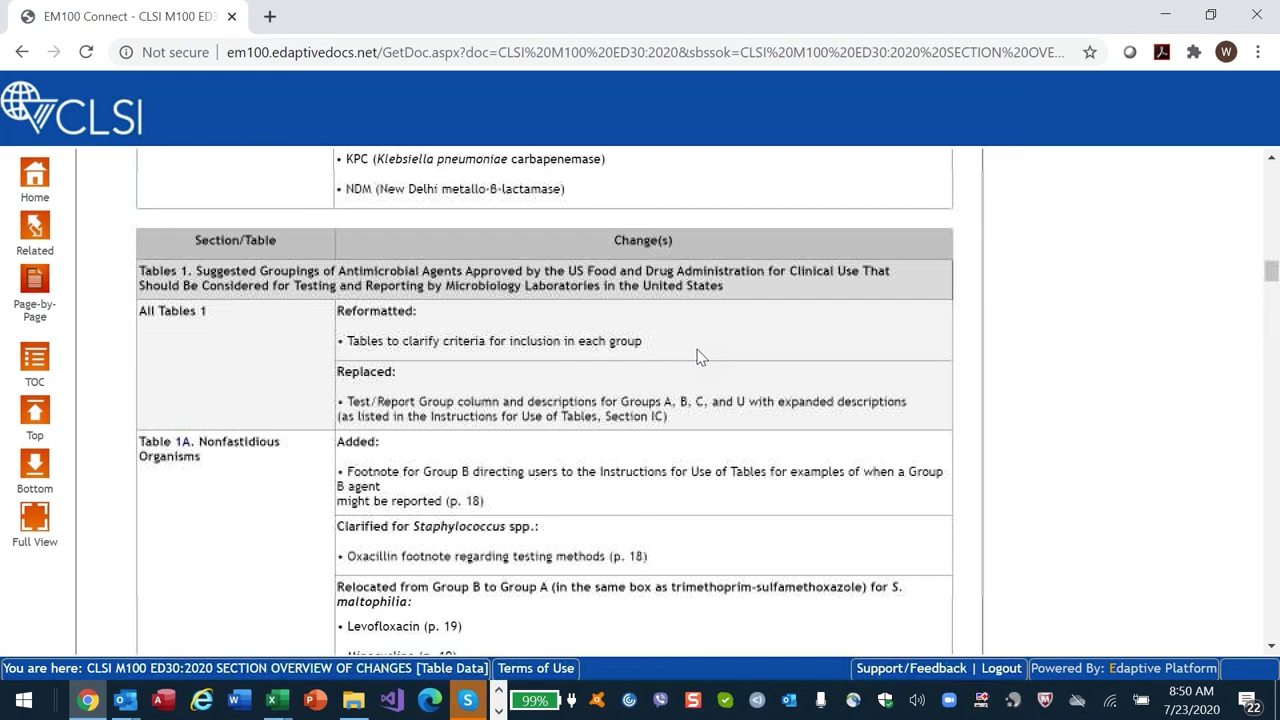 EM100 Connect - CLSI M100 ED3
Not secure
em100.edaptivedocs.net/GetDoc.aspx?doc=CLSI%20M100%20ED30:2020&sbssok=CLSI%20M100%20ED30:2020%20SECTION%20OVE...
W
CLSI
Home
Related
Page-by-
Page
TOC
Top
Bottom
Full View
• KPC (Klebsiella pneumoniae carbapenemase)
• NDM (New Delhi metallo-β-lactamase)
Section/Table
Change(s)
Tables 1. Suggested Groupings of Antimicrobial Agents Approved by the US Food and Drug Administration for Clinical Use That
Should Be Considered for Testing and Reporting by Microbiology Laboratories in the United States
All Tables 1
Reformatted:
• Tables to clarify criteria for inclusion in each group
Replaced:
• Test/Report Group column and descriptions for Groups A, B, C, and U with expanded descriptions
(as listed in the Instructions for Use of Tables, Section IC)
Table 1A. Nonfastidious
Organisms
Added:
• Footnote for Group B directing users to the Instructions for Use of Tables for examples of when a Group
B agent
might be reported (p. 18)
Clarified for Staphylococcus spp.:
• Oxacillin footnote regarding testing methods (p. 18)
Relocated from Group B to Group A (in the same box as trimethoprim-sulfamethoxazole) for S.
maltophilia:
• Levofloxacin (p. 19)
You are here: CLSI M100 ED30:2020 SECTION OVERVIEW OF CHANGES [Table Data]
Terms of Use
Support/Feedback | Logout
Powered By: Edaptive Platform
99%
8:50 AM
7/23/2020
22